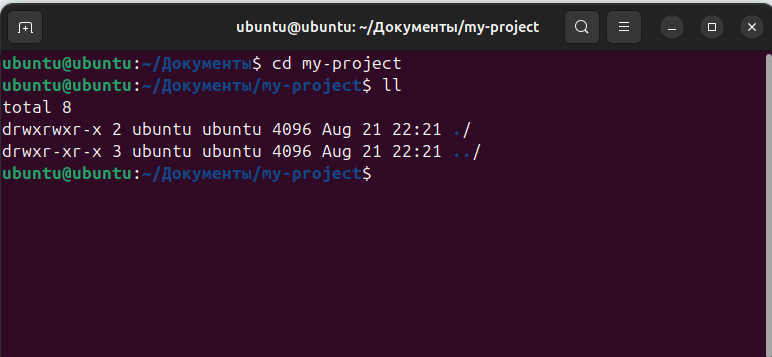 ubuntu@ubuntu: ~/Документы/my-project
ubuntu@ubuntu:~/Документы$ cd my-project
ubuntu@ubuntu:~/Документы/my-project$ ll
total 8
drwxrwxr-x 2 ubuntu ubuntu 4096 Aug 21 22:21 ./
drwxr-xr-x 3 ubuntu ubuntu 4096 Aug 21 22:21 ../
ubuntu@ubuntu:~/Документы/my-project$